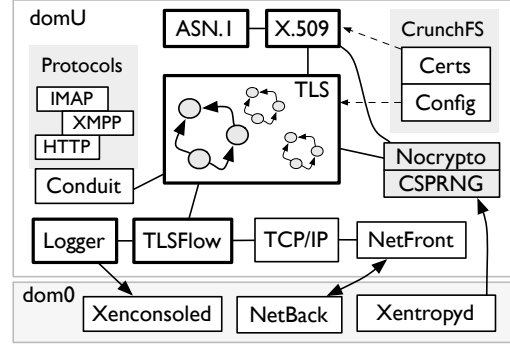 domU
ASN.1
X.509
CrunchFS
Protocols
Certs
TLS
Config
IMAP
XMPP
HTTP
Nocrypto
Conduit
CSPRNG
Logger
TLSFlow
TCP/IP
NetFront
dom0
Xenconsoled
NetBack
Xentropyd